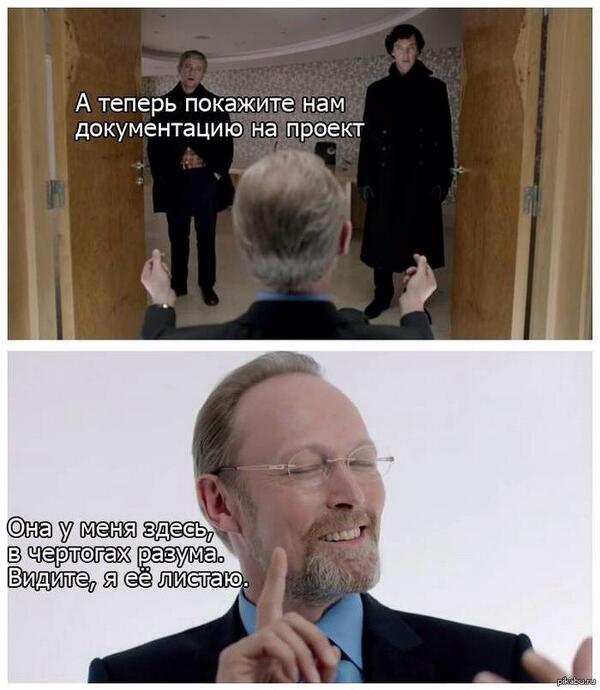 А теперь покажите нам
документацию на проект
Она у меня здесь,
в чертогах разума.
Видите, я её листаю.
pikabu.ru